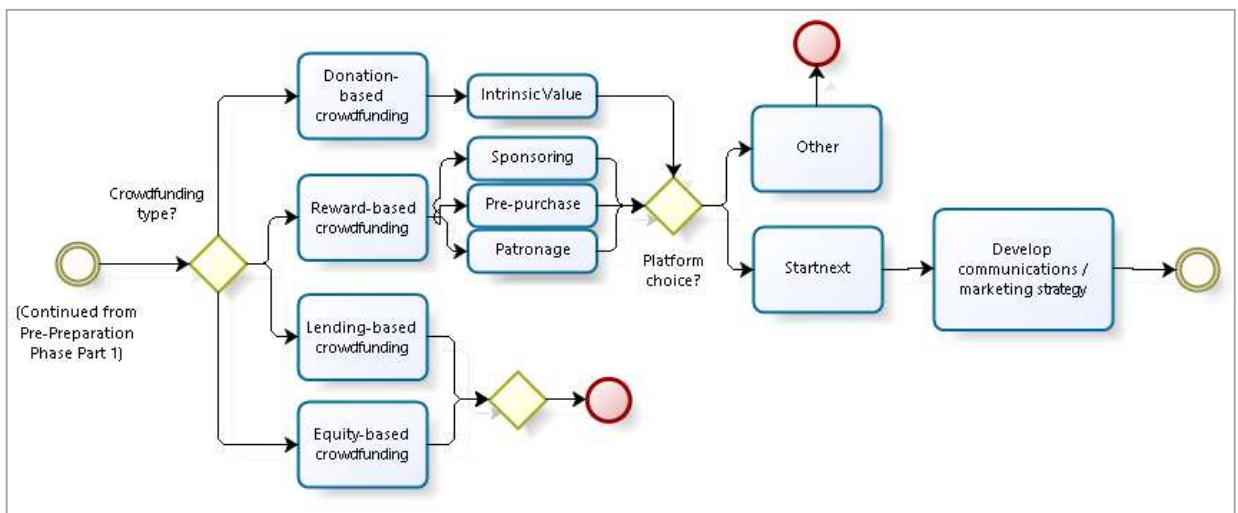 Donation-
based
crowdfunding
Intrinsic Value
Other
Sponsoring
Crowdfunding
type?
Reward-based
crowdfunding
Pre-purchase
Patronage
Platform
choice?
Startnext
Develop
communications /
marketing strategy
(Continued from
Pre-Preparation
Phase Part 1)
Lending-based
crowdfunding
Equity-based
crowdfunding